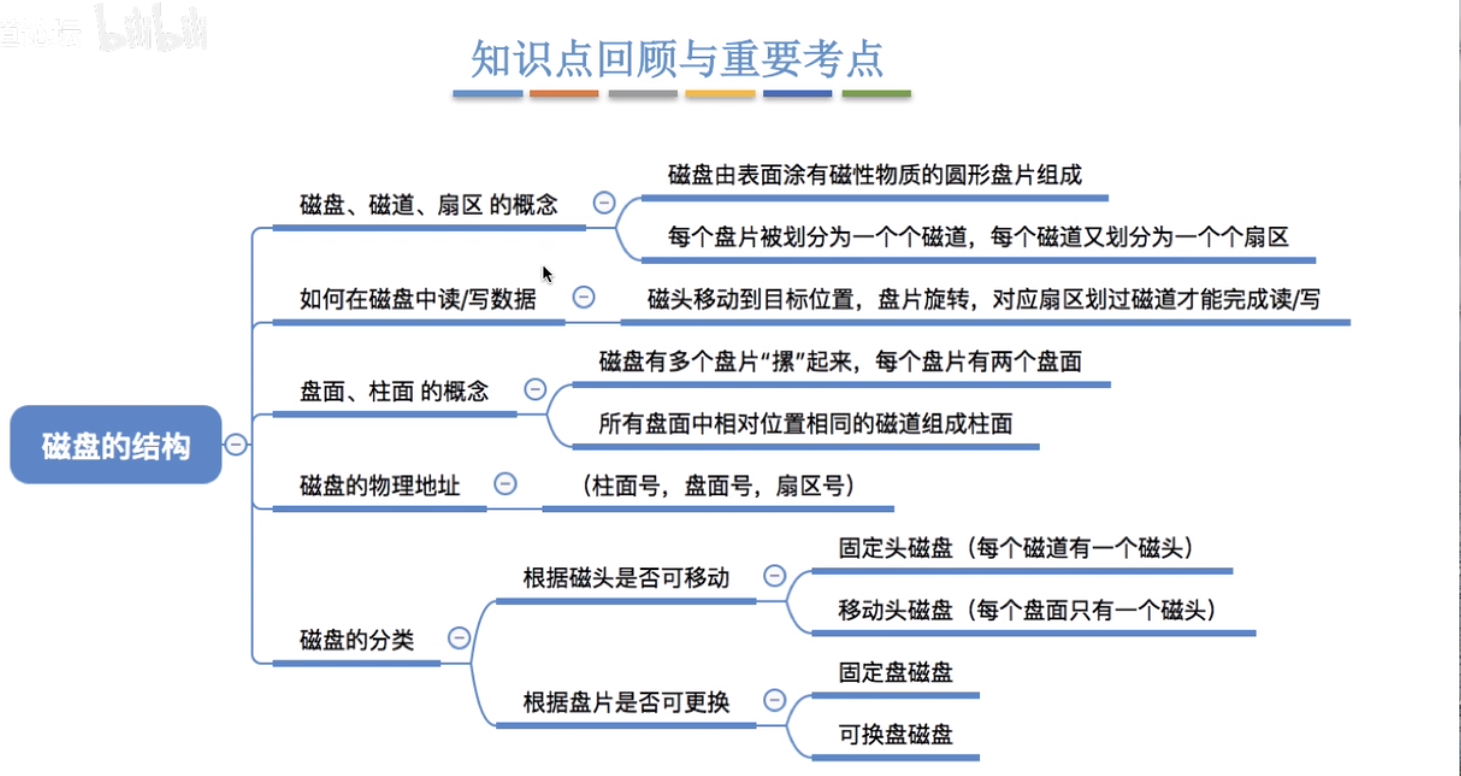 道论坛 bilibili
知识点回顾与重要考点
磁盘的结构
磁盘、磁道、扇区 的概念
磁盘由表面涂有磁性物质的圆形盘片组成
每个盘片被划分为一个个磁道，每个磁道又划分为一个个扇区
如何在磁盘中读/写数据
磁头移动到目标位置，盘片旋转，对应扇区划过磁道才能完成读/写
盘面、柱面 的概念
磁盘有多个盘片“摞”起来，每个盘片有两个盘面
所有盘面中相对位置相同的磁道组成柱面
磁盘的物理地址
（柱面号，盘面号，扇区号）
磁盘的分类
根据磁头是否可移动
固定头磁盘（每个磁道有一个磁头）
移动头磁盘（每个盘面只有一个磁头）
根据盘片是否可更换
固定盘磁盘
可换盘磁盘